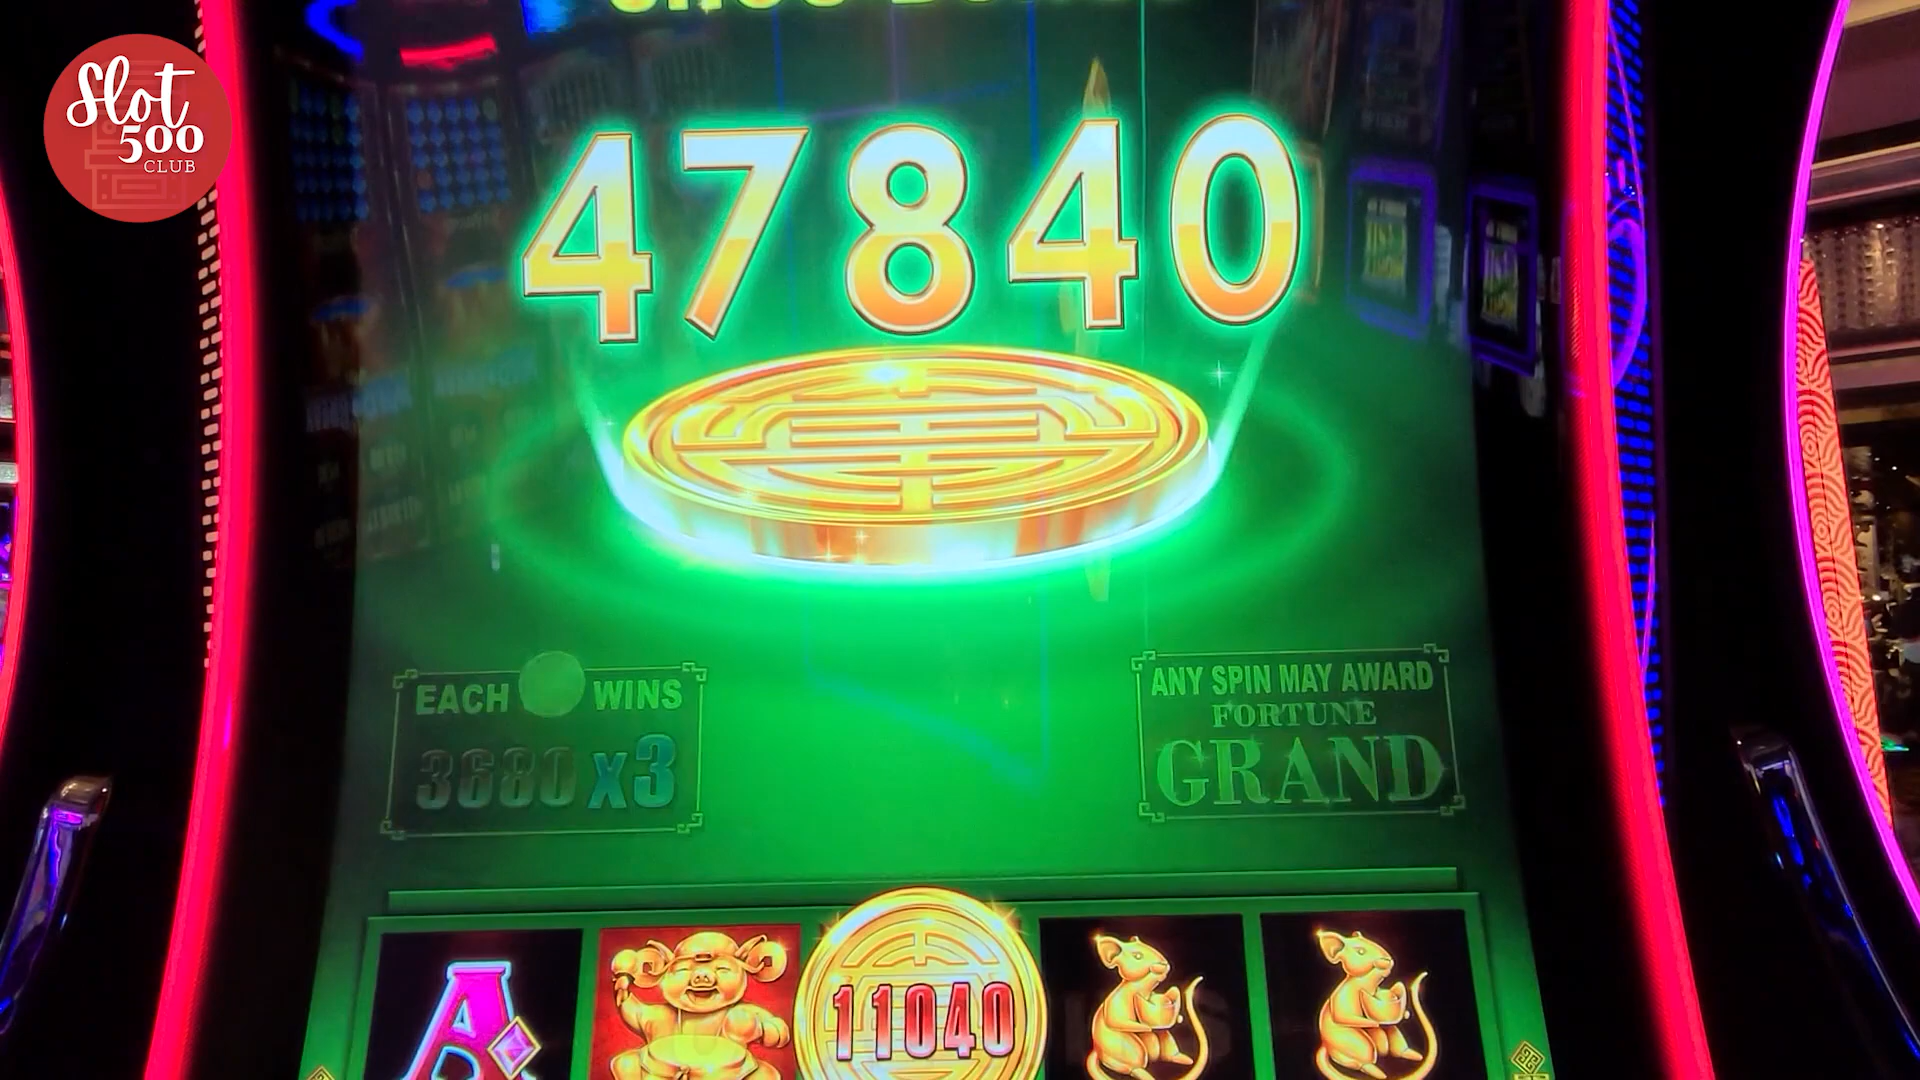 Slot
500
CLUB
47840
EACH WINS
3680 x3
ANY SPIN MAY AWARD
FORTUNE
GRAND
A
11040